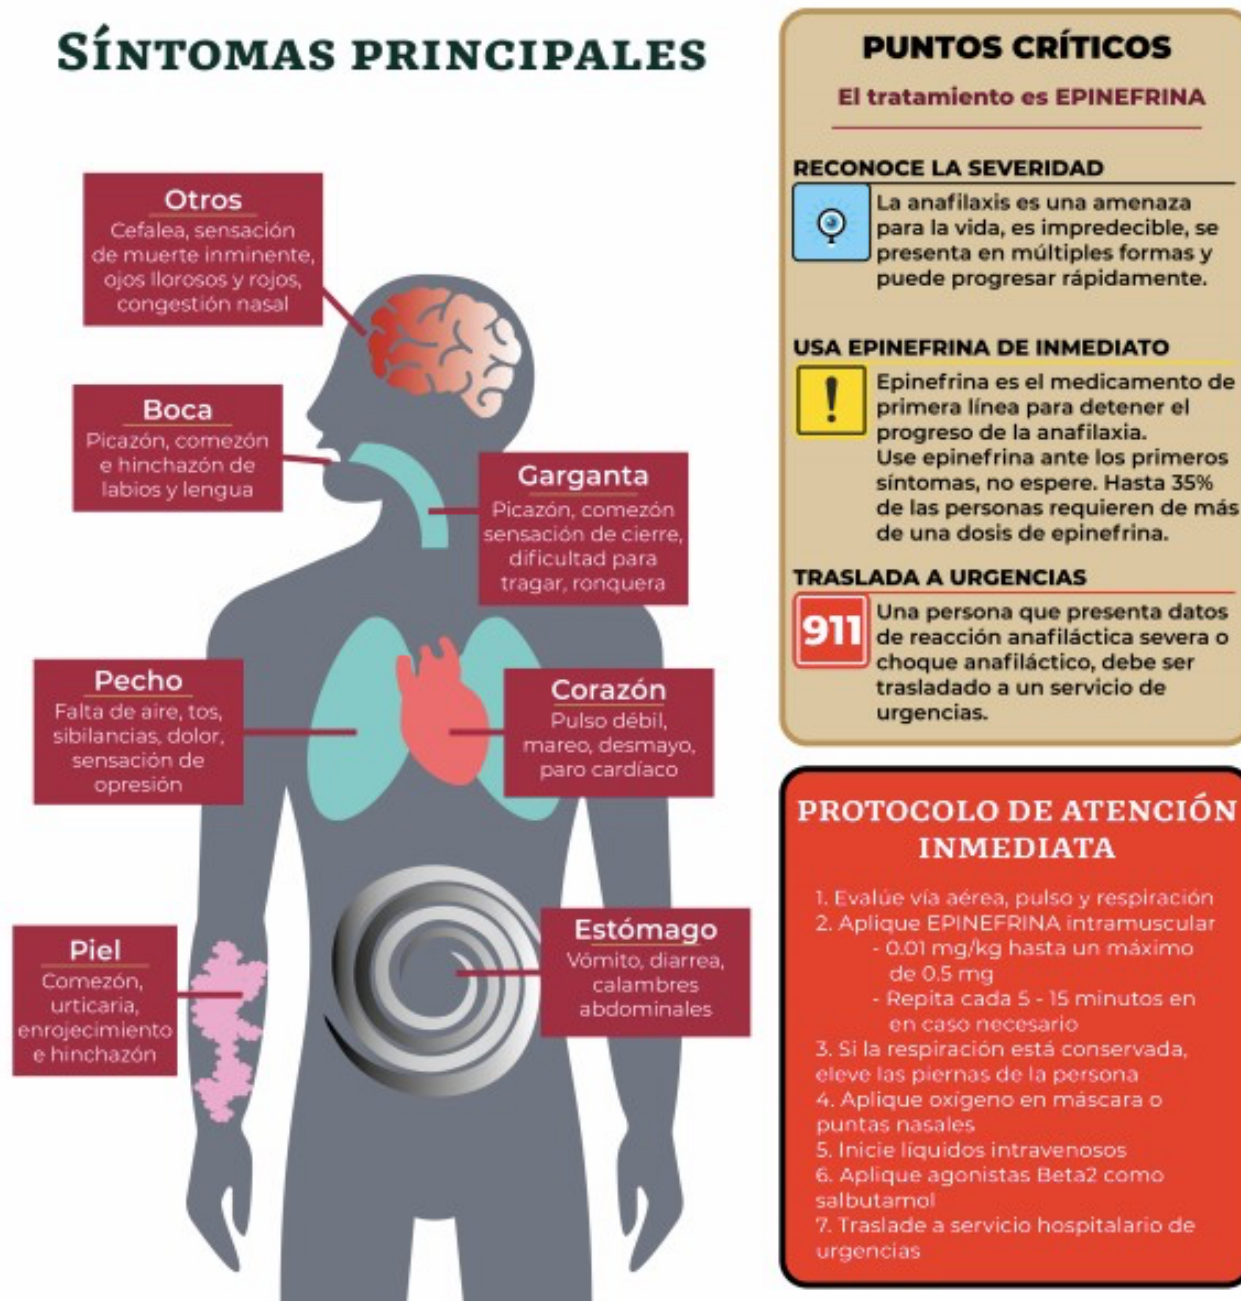 SÍNTOMAS PRINCIPALES
Otros
Cefalea, sensación
de muerte inminente,
ojos llorosos y rojos,
congestión nasal
Boca
Picazón, comezón
e hinchazón de
labios y lengua
Garganta
Picazón, comezón
sensación de cierre,
dificultad para
tragar, ronquera
Pecho
Falta de aire, tos,
sibilancias, dolor,
sensación de
opresión
Corazón
Pulso débil,
mareo, desmayo,
paro cardíaco
Piel
Comezón,
urticaria,
enrojecimiento
e hinchazón
Estómago
Vómito, diarrea,
calambres
abdominales
PUNTOS CRÍTICOS
El tratamiento es EPINEFRINA
RECONOCE LA SEVERIDAD
La anafilaxis es una amenaza
para la vida, es impredecible, se
presenta en múltiples formas y
puede progresar rápidamente.
USA EPINEFRINA DE INMEDIATO
!
Epinefrina es el medicamento de
primera línea para detener el
progreso de la anafilaxia.
Use epinefrina ante los primeros
síntomas, no espere. Hasta 35%
de las personas requieren de más
de una dosis de epinefrina.
TRASLADA A URGENCIAS
911
Una persona que presenta datos
de reacción anafiláctica severa o
choque anafiláctico, debe ser
trasladado a un servicio de
urgencias.
PROTOCOLO DE ATENCIÓN
INMEDIATA
1. Evalúe vía aérea, pulso y respiración
2. Aplique EPINEFRINA intramuscular
- 0.01 mg/kg hasta un máximo
de 0.5 mg
- Repita cada 5 - 15 minutos en
en caso necesario
3. Si la respiración está conservada,
eleve las piernas de la persona
4. Aplique oxígeno en máscara o
puntas nasales
5. Inicie líquidos intravenosos
6. Aplique agonistas Beta2 como
salbutamol
7. Traslade a servicio hospitalario de
urgencias